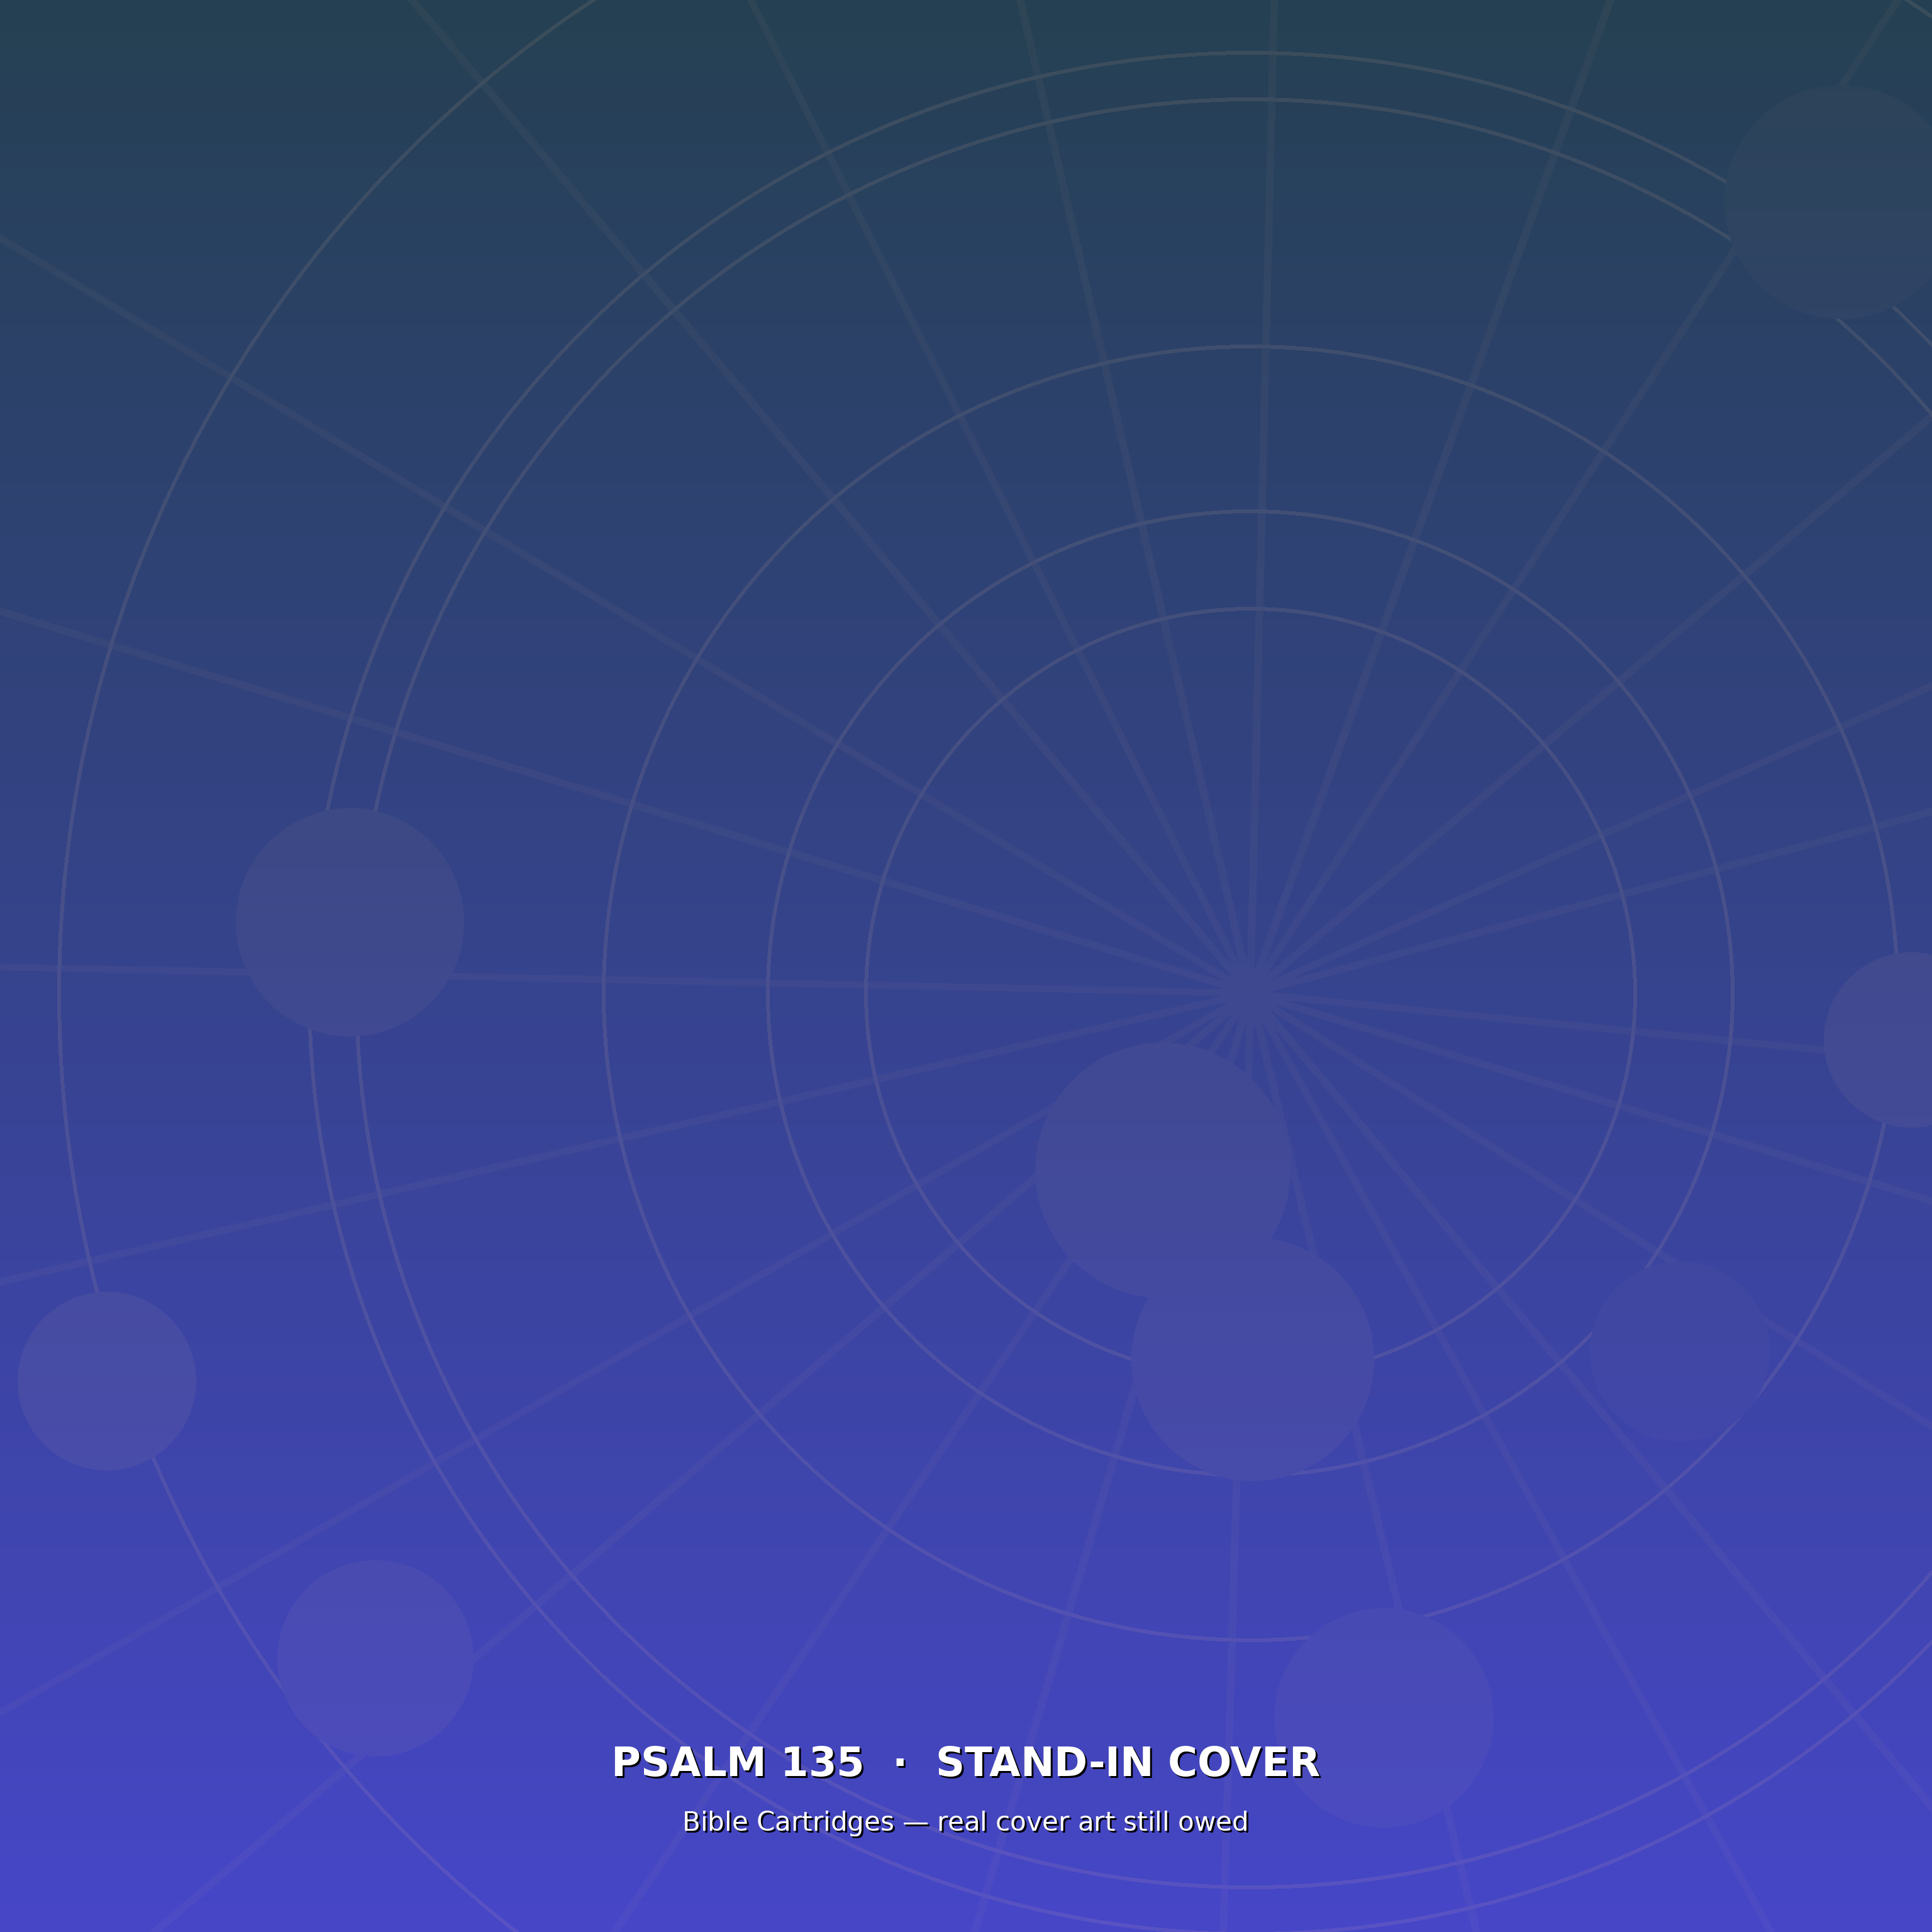 PSALM 135 · STAND-IN COVER
Bible Cartridges — real cover art still owed